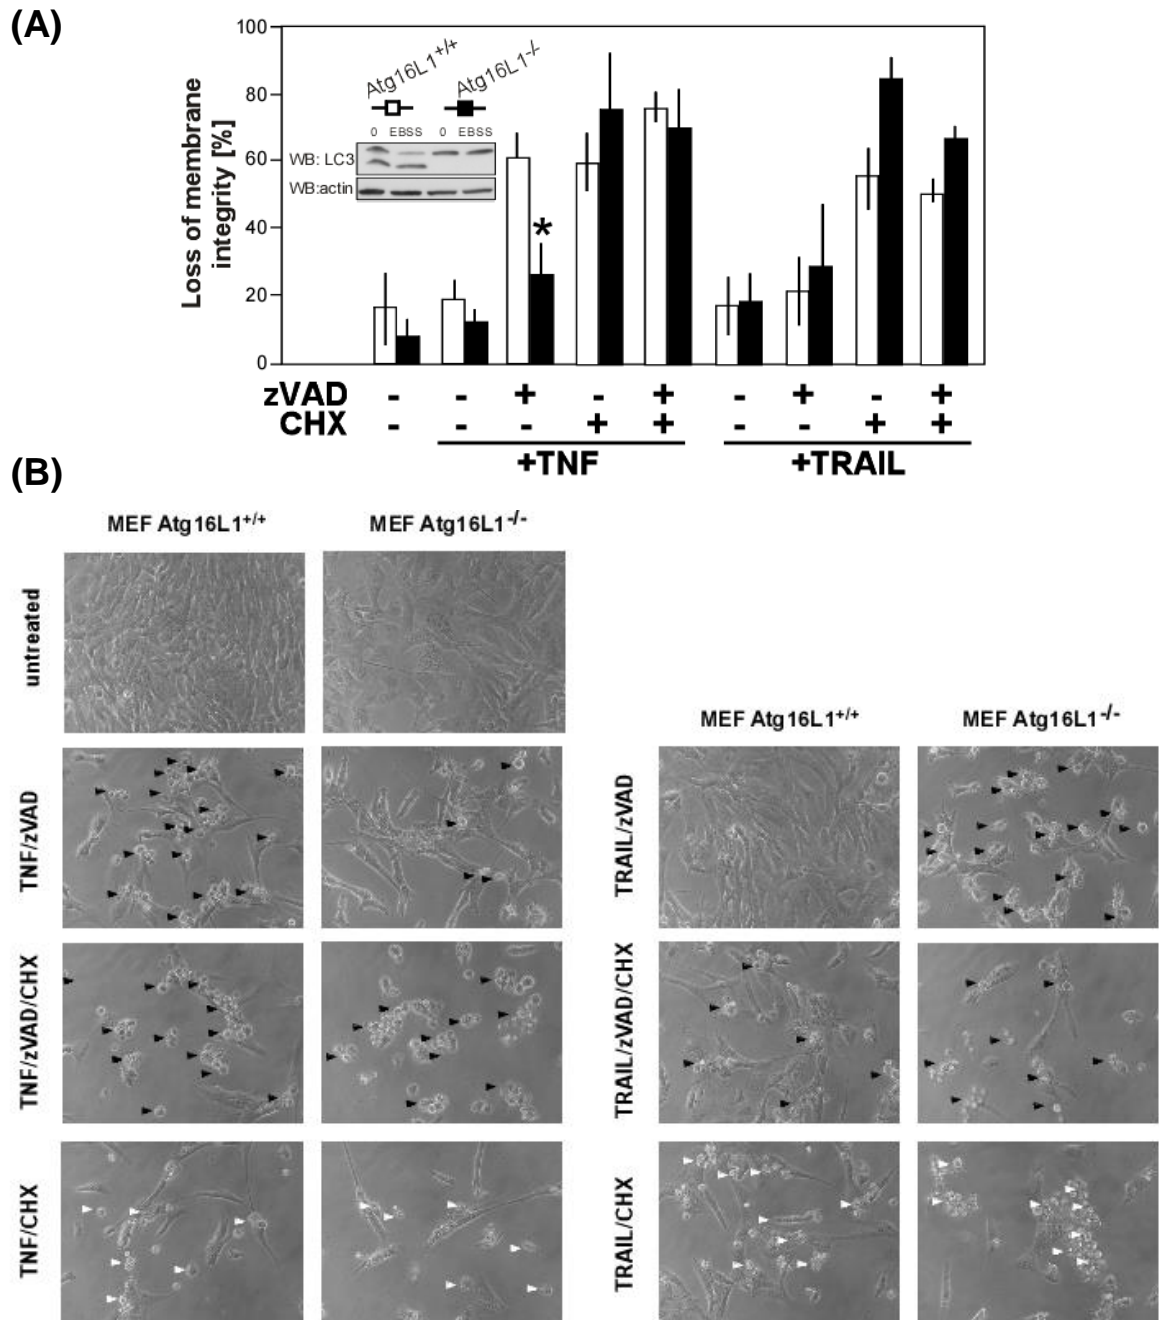 (A)
Loss of membrane
integrity [%]
100
80
60
40
20
0
Atg16L1+/+ Atg16L1-/-
0 EBSS 0 EBSS
WB: LC3
WB:actin
*
zVAD - - + - + - + - +
CHX - - - + + - - + +
+TNF +TRAIL
(B)
MEF Atg16L1+/+ MEF Atg16L1-/-
untreated
MEF Atg16L1+/+ MEF Atg16L1-/-
TNF/zVAD
TRAIL/zVAD
TNF/zVAD/CHX
TRAIL/zVAD/CHX
TNF/CHX
TRAIL/CHX